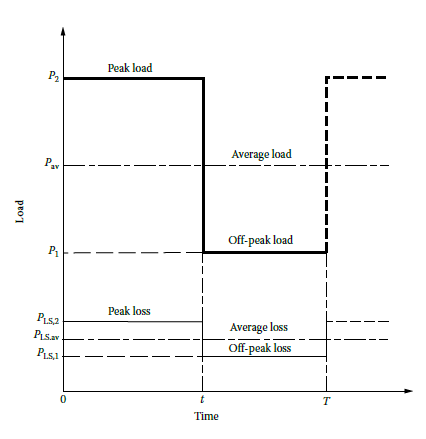 Peak load
P2
Average load
Pav
Load
Off-peak load
P1
Peak loss
PLS,2
Average loss
PLS,av
Off-peak loss
PLS,1
0
t
T
Time